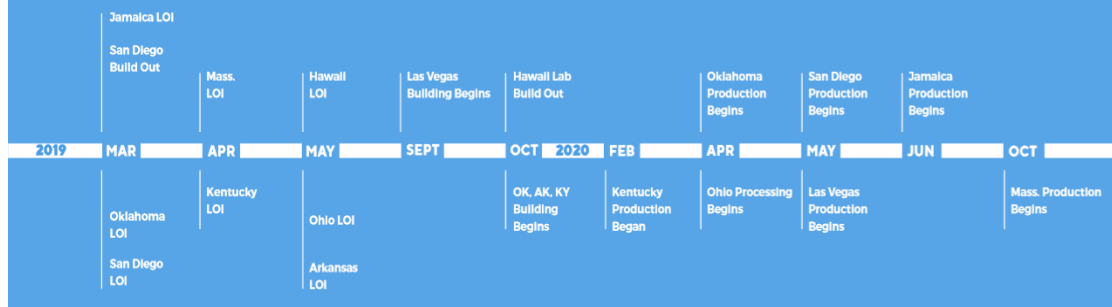 Jamaica LOI
San Diego
Build Out
Mass.
LOI
Hawaii
LOI
Las Vegas
Building Begins
Hawaii Lab
Build Out
Oklahoma
Production
Begins
San Diego
Production
Begins
Jamaica
Production
Begins
2019 MAR APR MAY SEPT OCT 2020 FEB APR MAY JUN OCT
Oklahoma
LOI
San Diego
LOI
Kentucky
LOI
Ohio LOI
Arkansas
LOI
OK, AK, KY
Building
Begins
Kentucky
Production
Began
Ohio Processing
Begins
Las Vegas
Production
Begins
Mass. Production
Begins